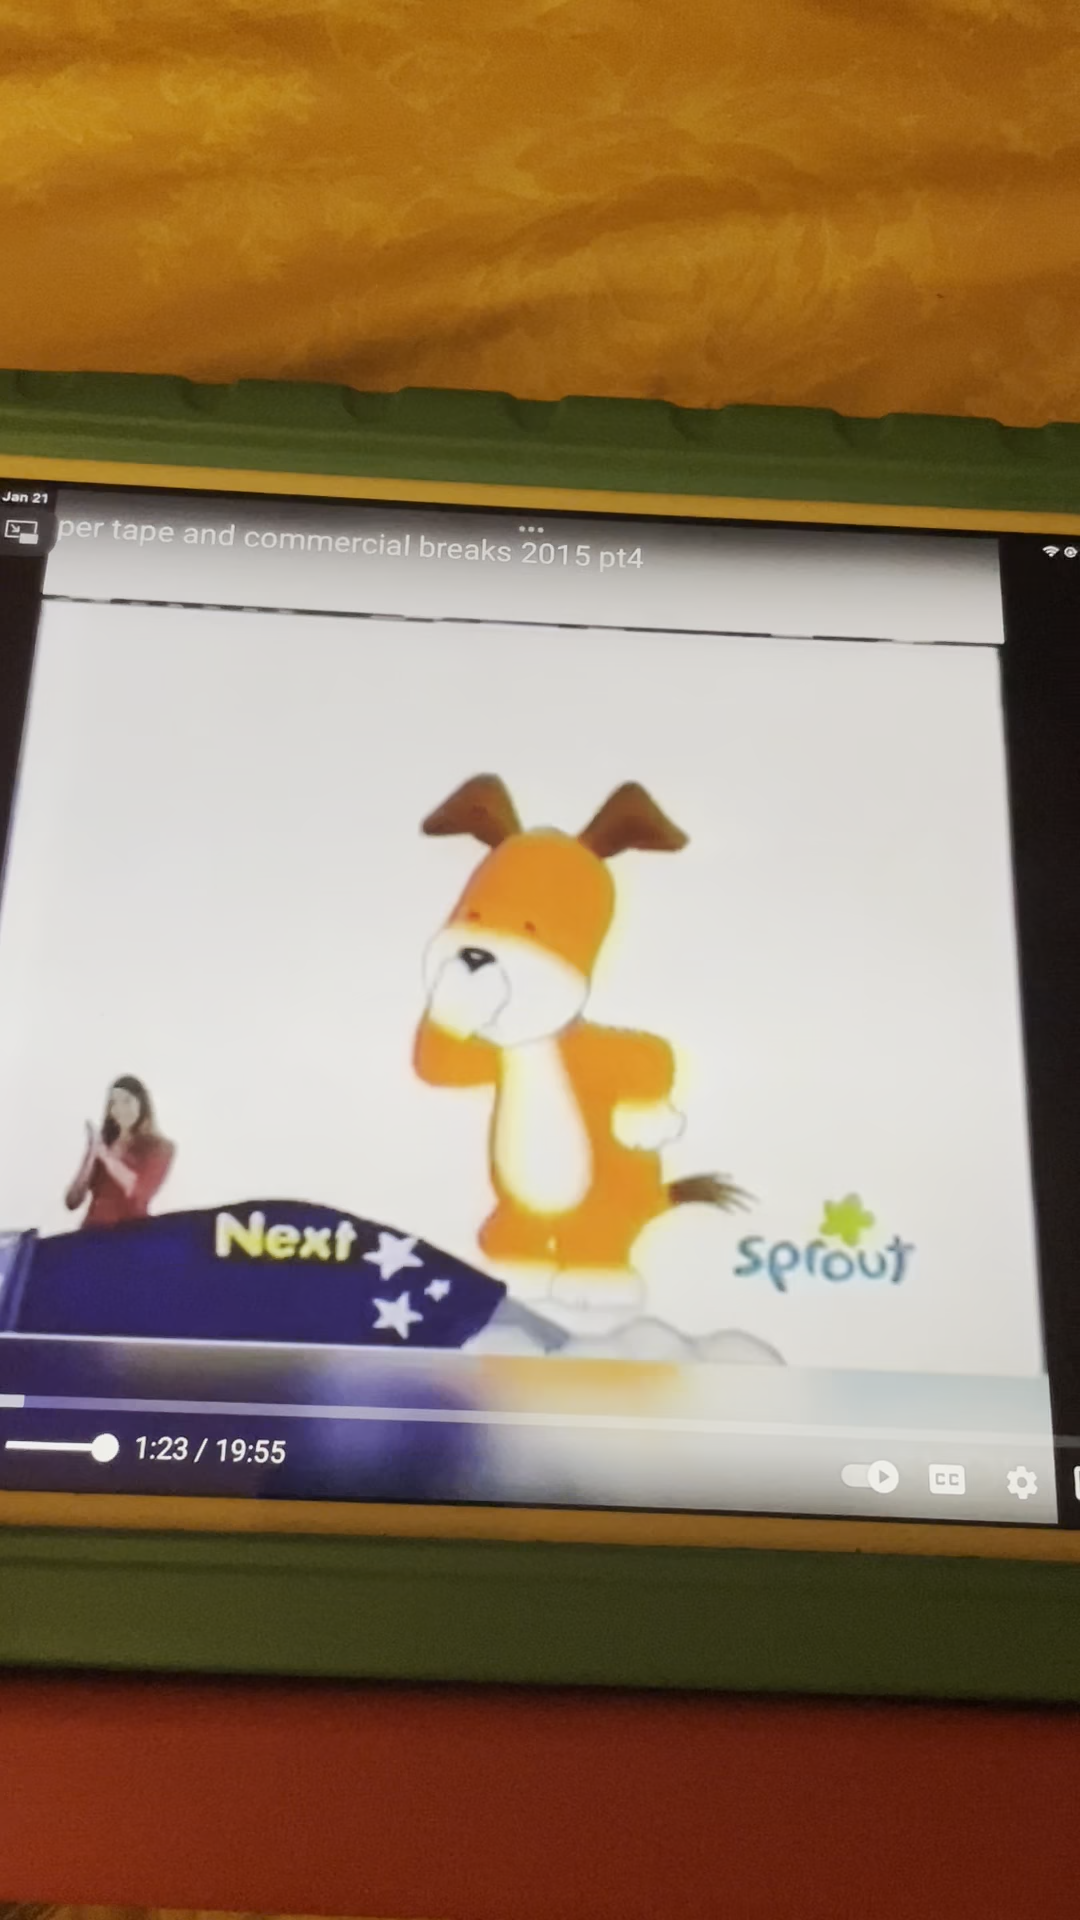 Jan 21
per tape and commercial breaks 2015 pt4
Next
sprout
1:23 / 19:55
CC